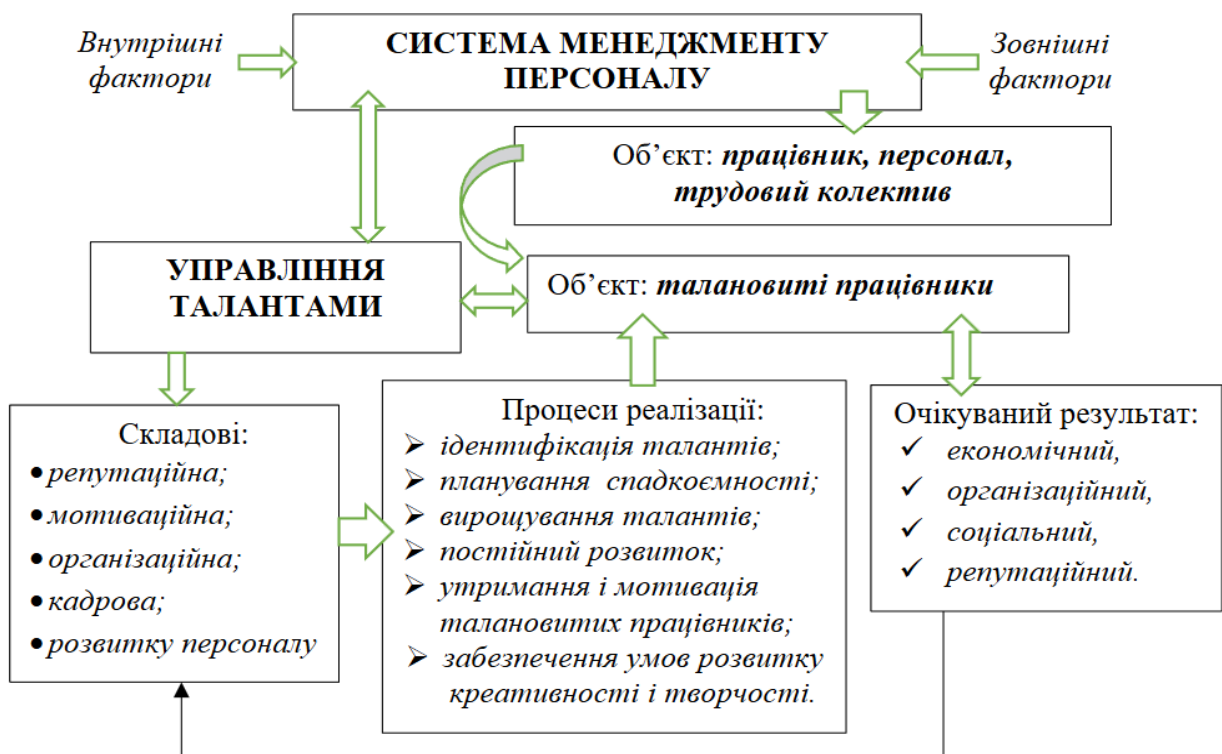 Внутрішні
фактори
СИСТЕМА МЕНЕДЖМЕНТУ
ПЕРСОНАЛУ
Зовнішні
фактори
Об’єкт: працівник, персонал,
трудовий колектив
УПРАВЛІННЯ
ТАЛАНТАМИ
Об’єкт: талановиті працівники
Складові:
• репутаційна;
• мотиваційна;
• організаційна;
• кадрова;
• розвитку персоналу
Процеси реалізації:
➢ ідентифікація талантів;
➢ планування спадкоємності;
➢ вирощування талантів;
➢ постійний розвиток;
➢ утримання і мотивація
талановитих працівників;
➢ забезпечення умов розвитку
креативності і творчості.
Очікуваний результат:
✓ економічний,
✓ організаційний,
✓ соціальний,
✓ репутаційний.